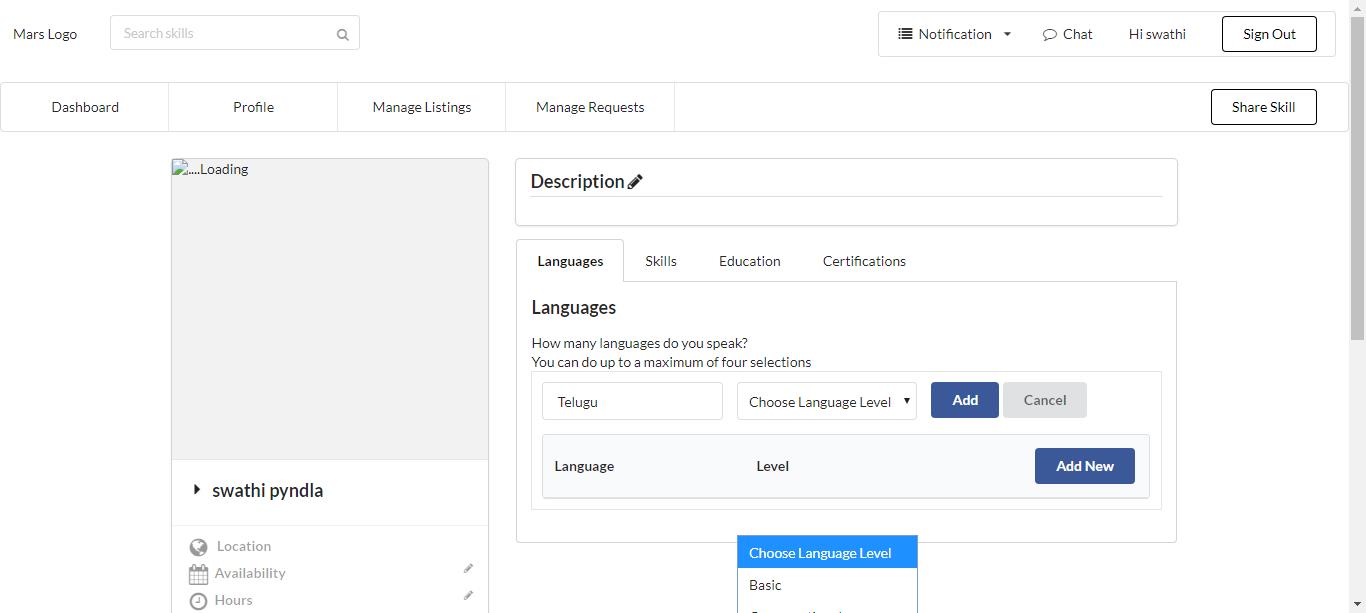 Mars Logo
Search skills
Notification
Chat
Hi swathi
Sign Out
Dashboard
Profile
Manage Listings
Manage Requests
Share Skill
....Loading
swathi pyndla
Location
Availability
Hours
Description
Languages
Skills
Education
Certifications
Languages
How many languages do you speak?
You can do up to a maximum of four selections
Telugu
Choose Language Level
Add
Cancel
Language
Level
Add New
Choose Language Level
Basic